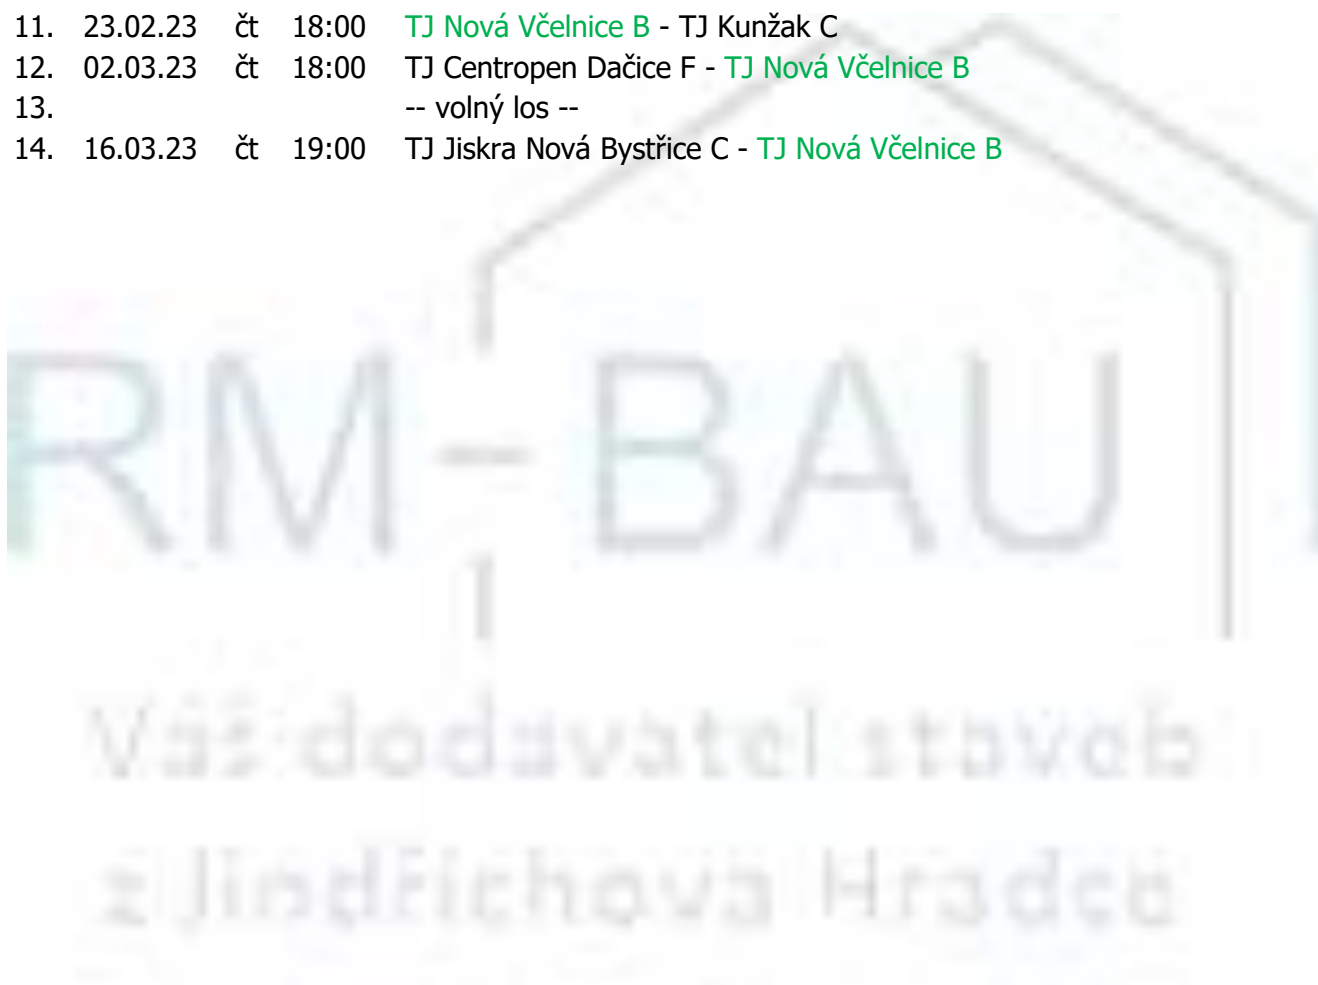 11. 23.02.23 čt 18:00 TJ Nová Včelnice B - TJ Kunžak C
12. 02.03.23 čt 18:00 TJ Centropen Dačice F - TJ Nová Včelnice B
13. -- volný los --
14. 16.03.23 čt 19:00 TJ Jiskra Nová Bystřice C - TJ Nová Včelnice B
RM-BAU
Váš dodavatel staveb
z Jindřichova Hradce